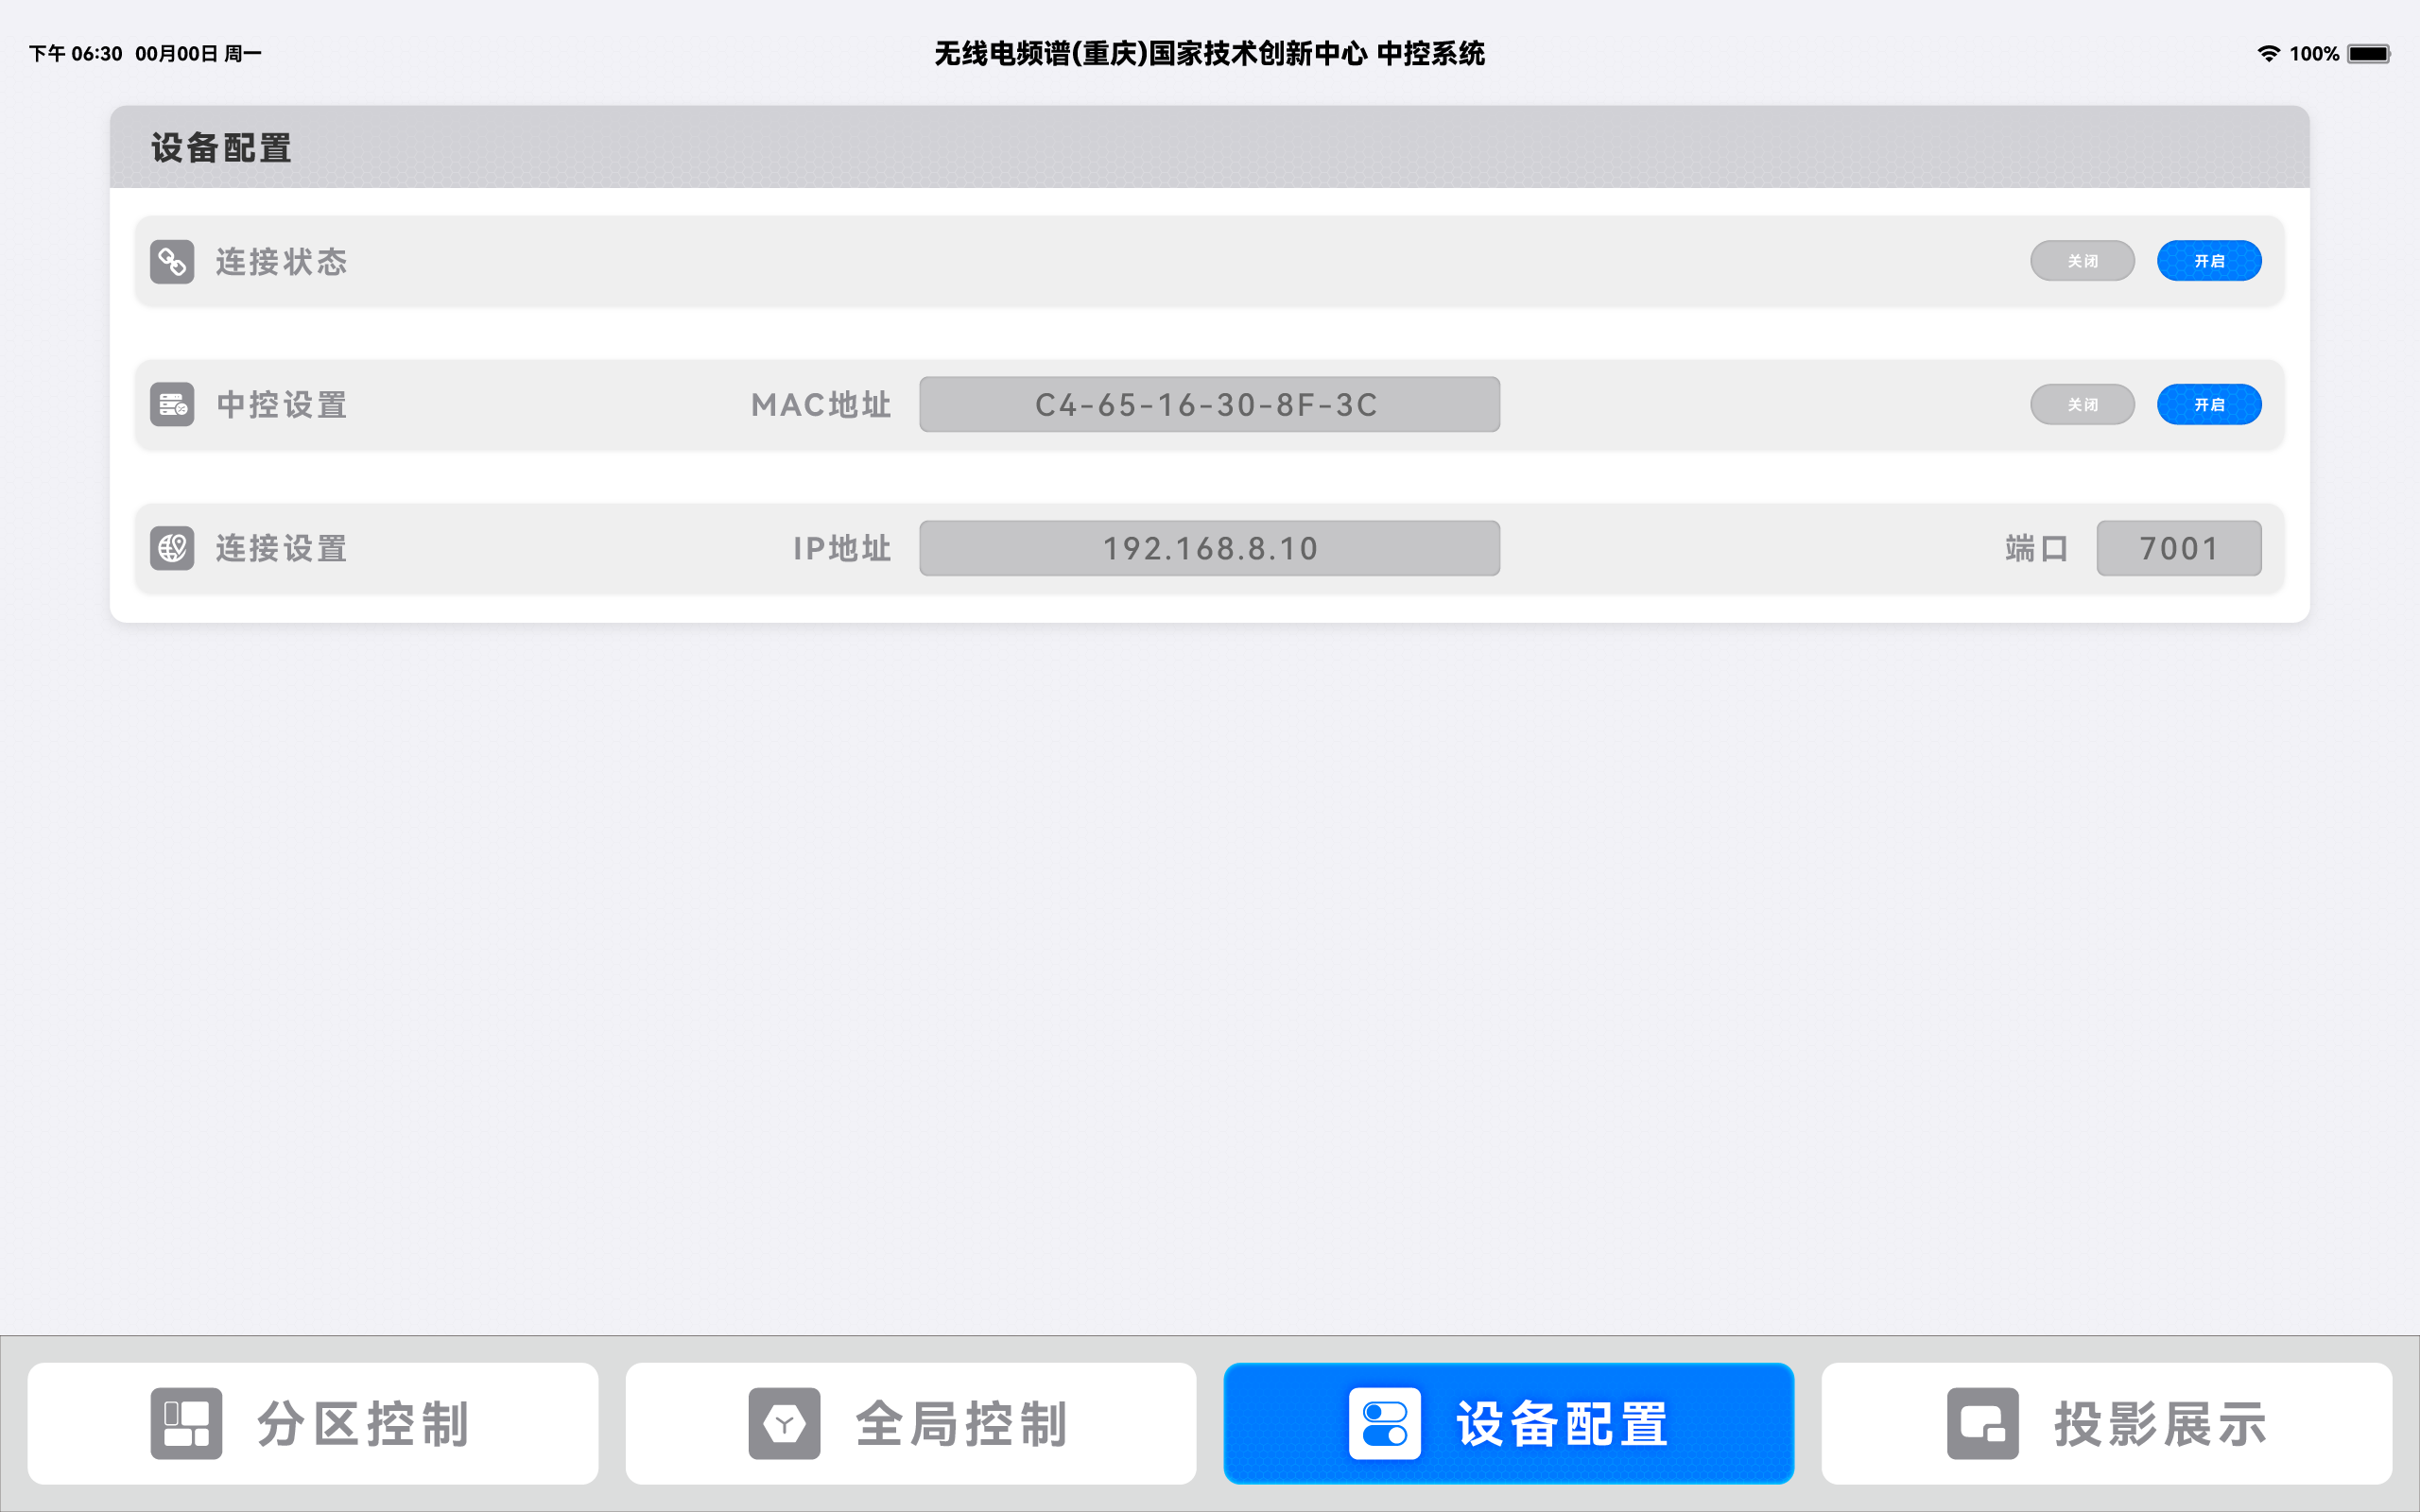 下午 06:30 00月00日 周一
无线电频谱(重庆)国家技术创新中心 中控系统
100%
设备配置
连接状态 关闭 开启
中控设置 MAC地址 C4-65-16-30-8F-3C 关闭 开启
连接设置 IP地址 192.168.8.10 端口 7001
分区控制 全局控制 设备配置 投影展示